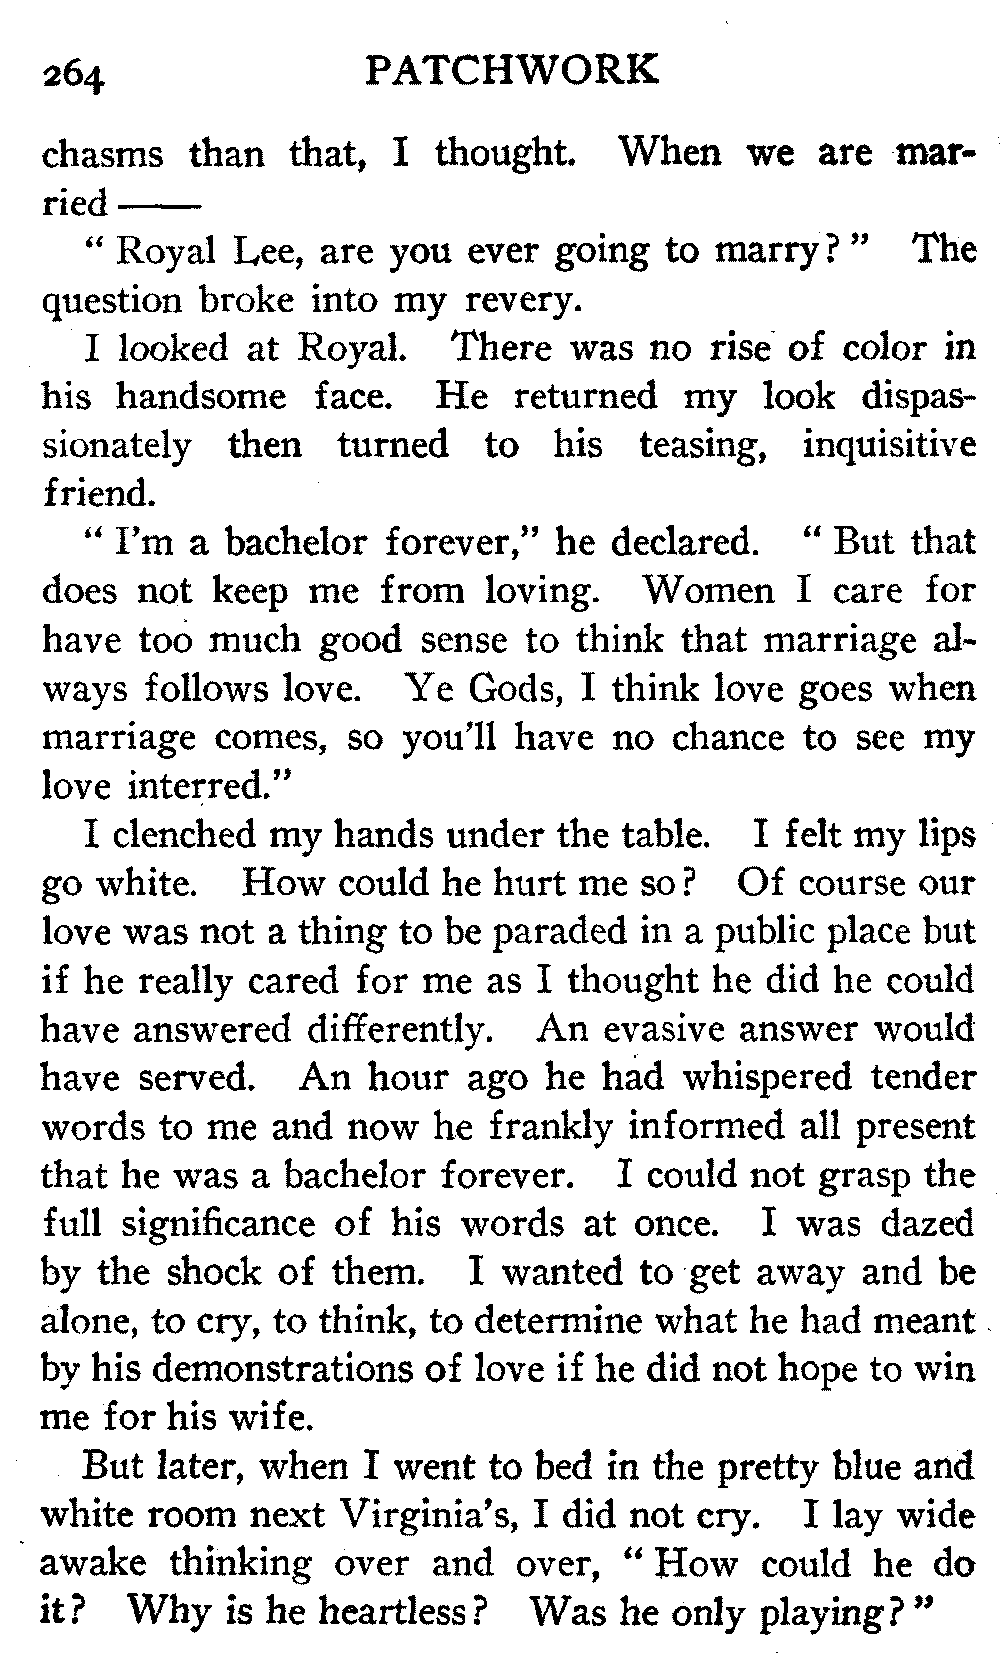 264 PATCHWORK
chasms than that, I thought. When we are mar-
ried ——
" Royal Lee, are you ever going to marry? " The
question broke into my revery.
I looked at Royal. There was no rise of color in
his handsome face. He returned my look dispas-
sionately then turned to his teasing, inquisitive
friend.
" I'm a bachelor forever," he declared. " But that
does not keep me from loving. Women I care for
have too much good sense to think that marriage al-
ways follows love. Ye Gods, I think love goes when
marriage comes, so you'll have no chance to see my
love interred."
I clenched my hands under the table. I felt my lips
go white. How could he hurt me so? Of course our
love was not a thing to be paraded in a public place but
if he really cared for me as I thought he did he could
have answered differently. An evasive answer would
have served. An hour ago he had whispered tender
words to me and now he frankly informed all present
that he was a bachelor forever. I could not grasp the
full significance of his words at once. I was dazed
by the shock of them. I wanted to get away and be
alone, to cry, to think, to determine what he had meant
by his demonstrations of love if he did not hope to win
me for his wife.
But later, when I went to bed in the pretty blue and
white room next Virginia's, I did not cry. I lay wide
awake thinking over and over, " How could he do
it? Why is he heartless? Was he only playing? "